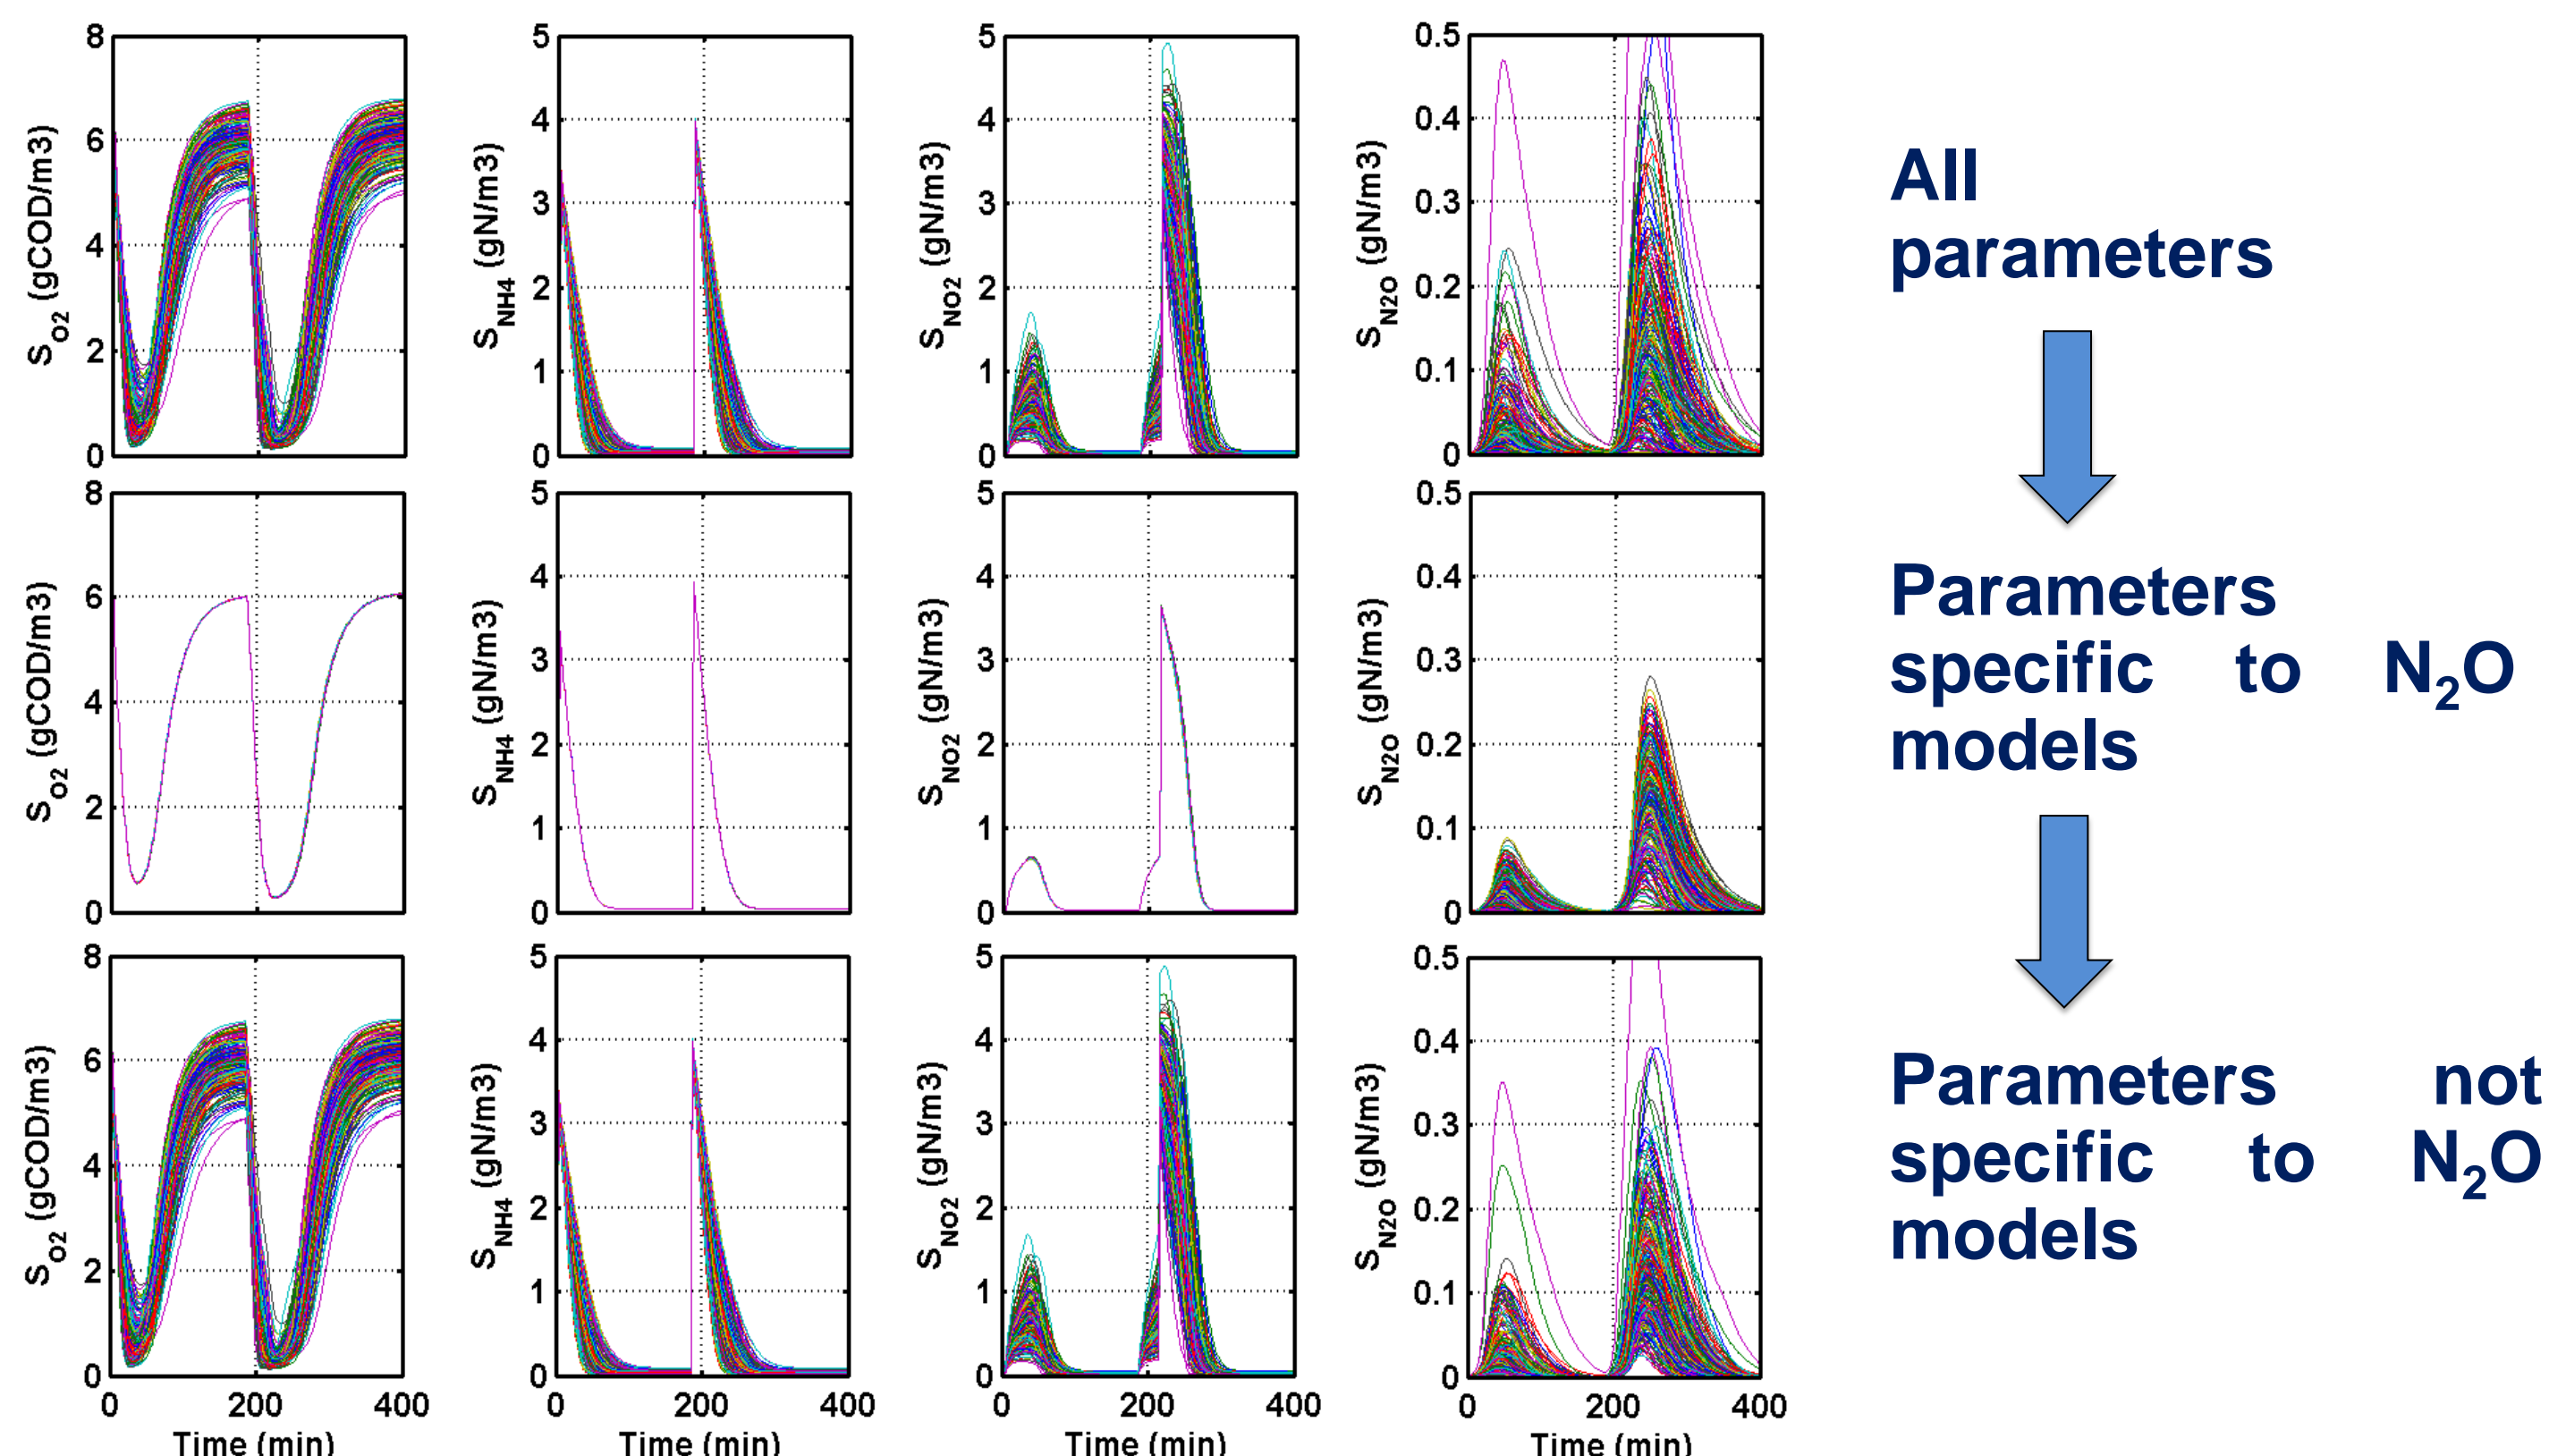 8
6
4
2
0
S_O2 (gCOD/m3)
5
4
3
2
1
0
S_NH4 (gN/m3)
5
4
3
2
1
0
S_NO2 (gN/m3)
0.5
0.4
0.3
0.2
0.1
0
S_N2O (gN/m3)
All
parameters
8
6
4
2
0
S_O2 (gCOD/m3)
5
4
3
2
1
0
S_NH4 (gN/m3)
5
4
3
2
1
0
S_NO2 (gN/m3)
0.5
0.4
0.3
0.2
0.1
0
S_N2O (gN/m3)
Parameters
specific to N₂O
models
8
6
4
2
0
S_O2 (gCOD/m3)
0 200 400
Time (min)
5
4
3
2
1
0
S_NH4 (gN/m3)
0 200 400
Time (min)
5
4
3
2
1
0
S_NO2 (gN/m3)
0 200 400
Time (min)
0.5
0.4
0.3
0.2
0.1
0
S_N2O (gN/m3)
0 200 400
Time (min)
Parameters not
specific to N₂O
models